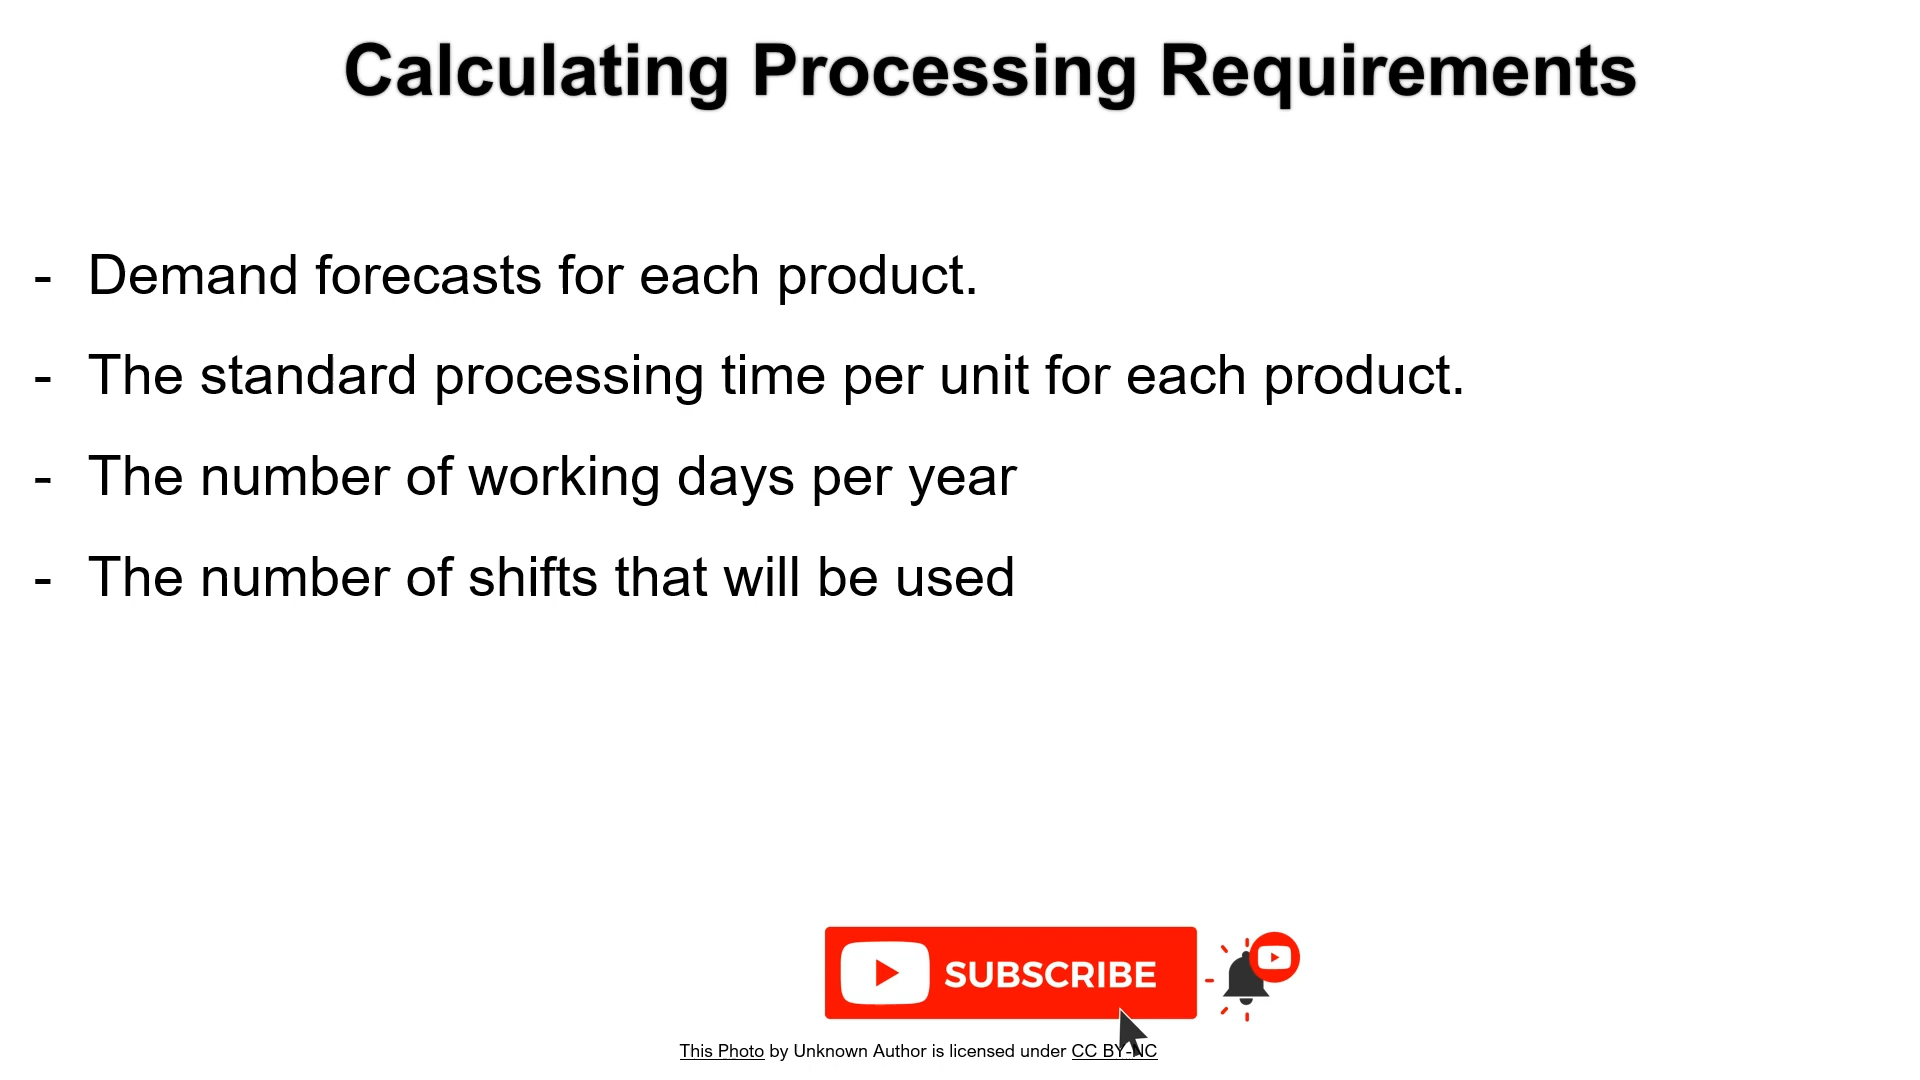 Calculating Processing Requirements
- Demand forecasts for each product.
- The standard processing time per unit for each product.
- The number of working days per year
- The number of shifts that will be used
SUBSCRIBE
This Photo by Unknown Author is licensed under CC BY-NC